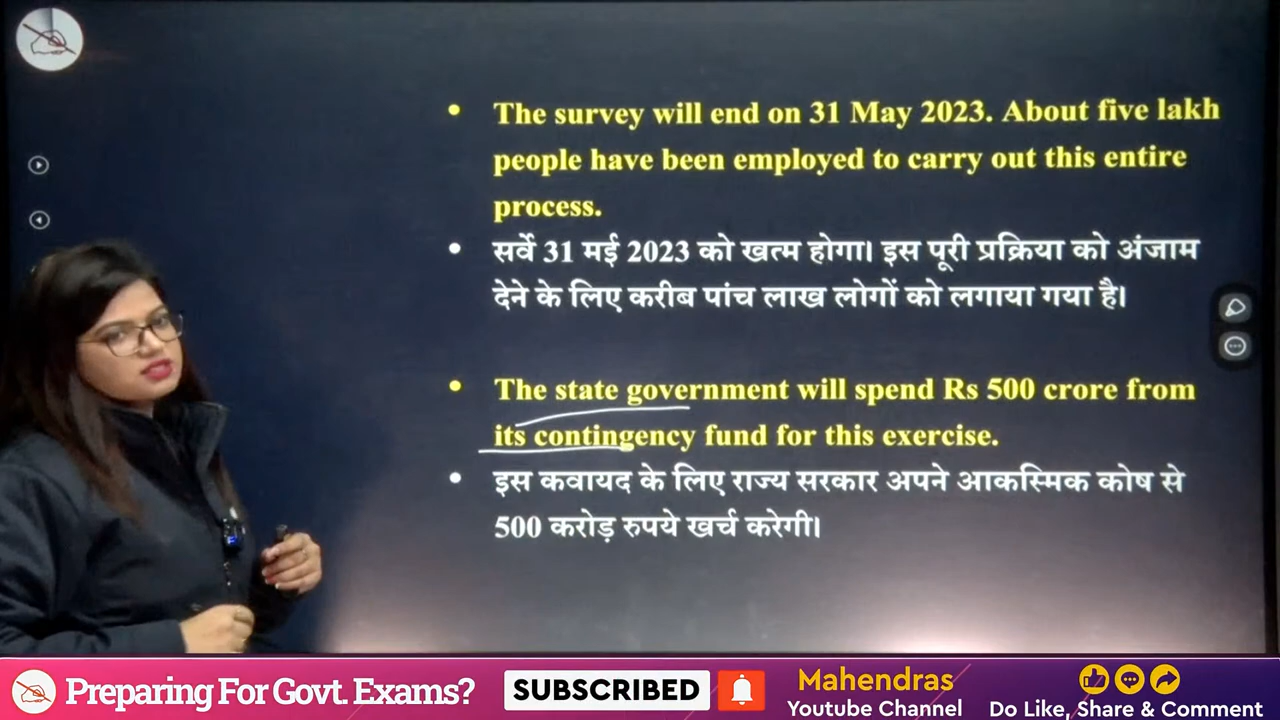 The survey will end on 31 May 2023. About five lakh
people have been employed to carry out this entire
process.
सर्वे 31 मई 2023 को खत्म होगा। इस पूरी प्रक्रिया को अंजाम
देने के लिए करीब पांच लाख लोगों को लगाया गया है।
The state government will spend Rs 500 crore from
its contingency fund for this exercise.
इस कवायद के लिए राज्य सरकार अपने आकस्मिक कोष से
500 करोड़ रुपये खर्च करेगी।
Preparing For Govt. Exams?
SUBSCRIBED
Mahendras
Youtube Channel
Do Like, Share & Comment